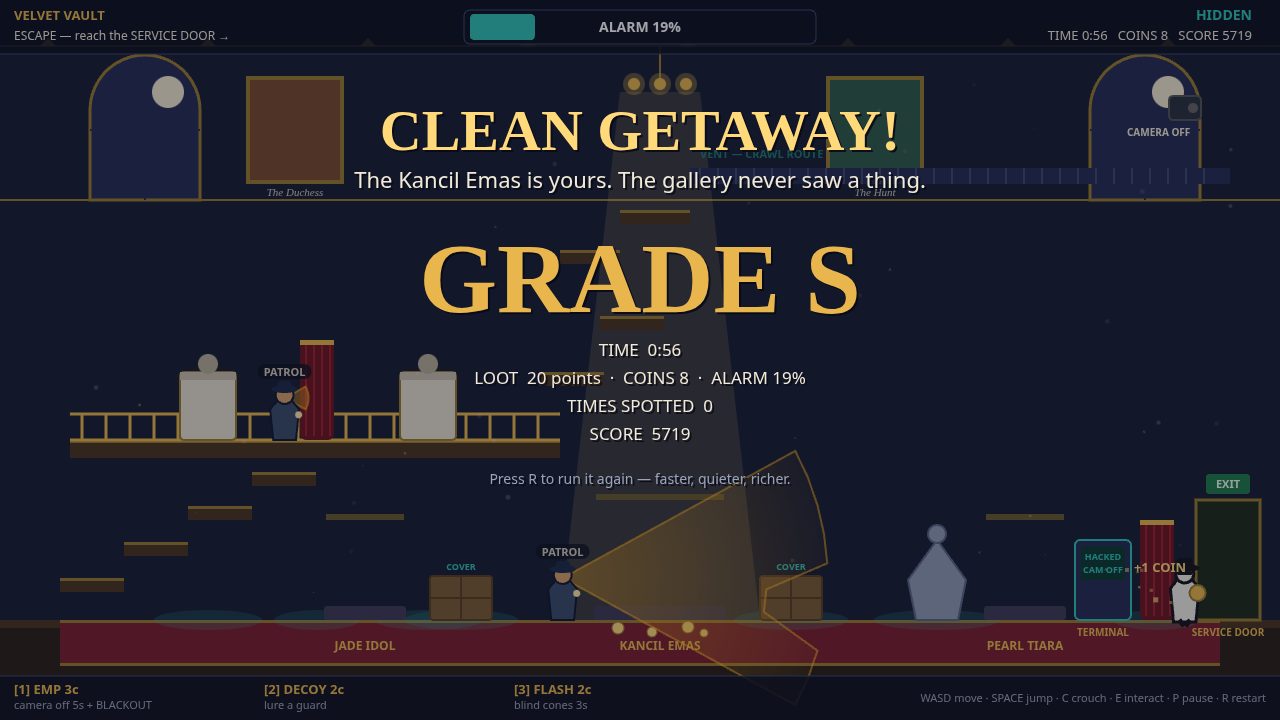 VELVET VAULT
ESCAPE — reach the SERVICE DOOR →
ALARM 19%
HIDDEN
TIME 0:56 COINS 8 SCORE 5719
CAMERA OFF
CLEAN GETAWAY!
VENT — CRAWL ROUTE
The Kancil Emas is yours. The gallery never saw a thing.
The Duchess
The Hunt
GRADE S
TIME 0:56
LOOT 20 points · COINS 8 · ALARM 19%
TIMES SPOTTED 0
SCORE 5719
PATROL
Press R to run it again — faster, quieter, richer.
EXIT
PATROL
COVER
COVER
HACKED
CAM OFF
+1 COIN
TERMINAL
SERVICE DOOR
JADE IDOL
KANCIL EMAS
PEARL TIARA
[1] EMP 3c
camera off 5s + BLACKOUT
[2] DECOY 2c
lure a guard
[3] FLASH 2c
blind cones 3s
WASD move · SPACE jump · C crouch · E interact · P pause · R restart